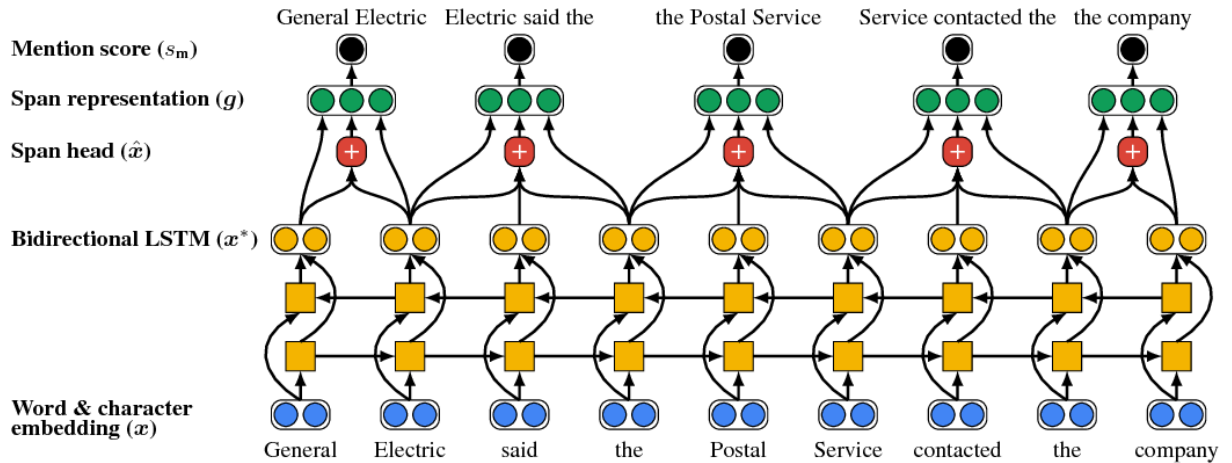 General Electric Electric said the the Postal Service Service contacted the the company
Mention score (sₘ)
Span representation (g)
Span head (x̂)
+ + + + +
Bidirectional LSTM (x*)
Word & character
embedding (x)
General Electric said the Postal Service contacted the company